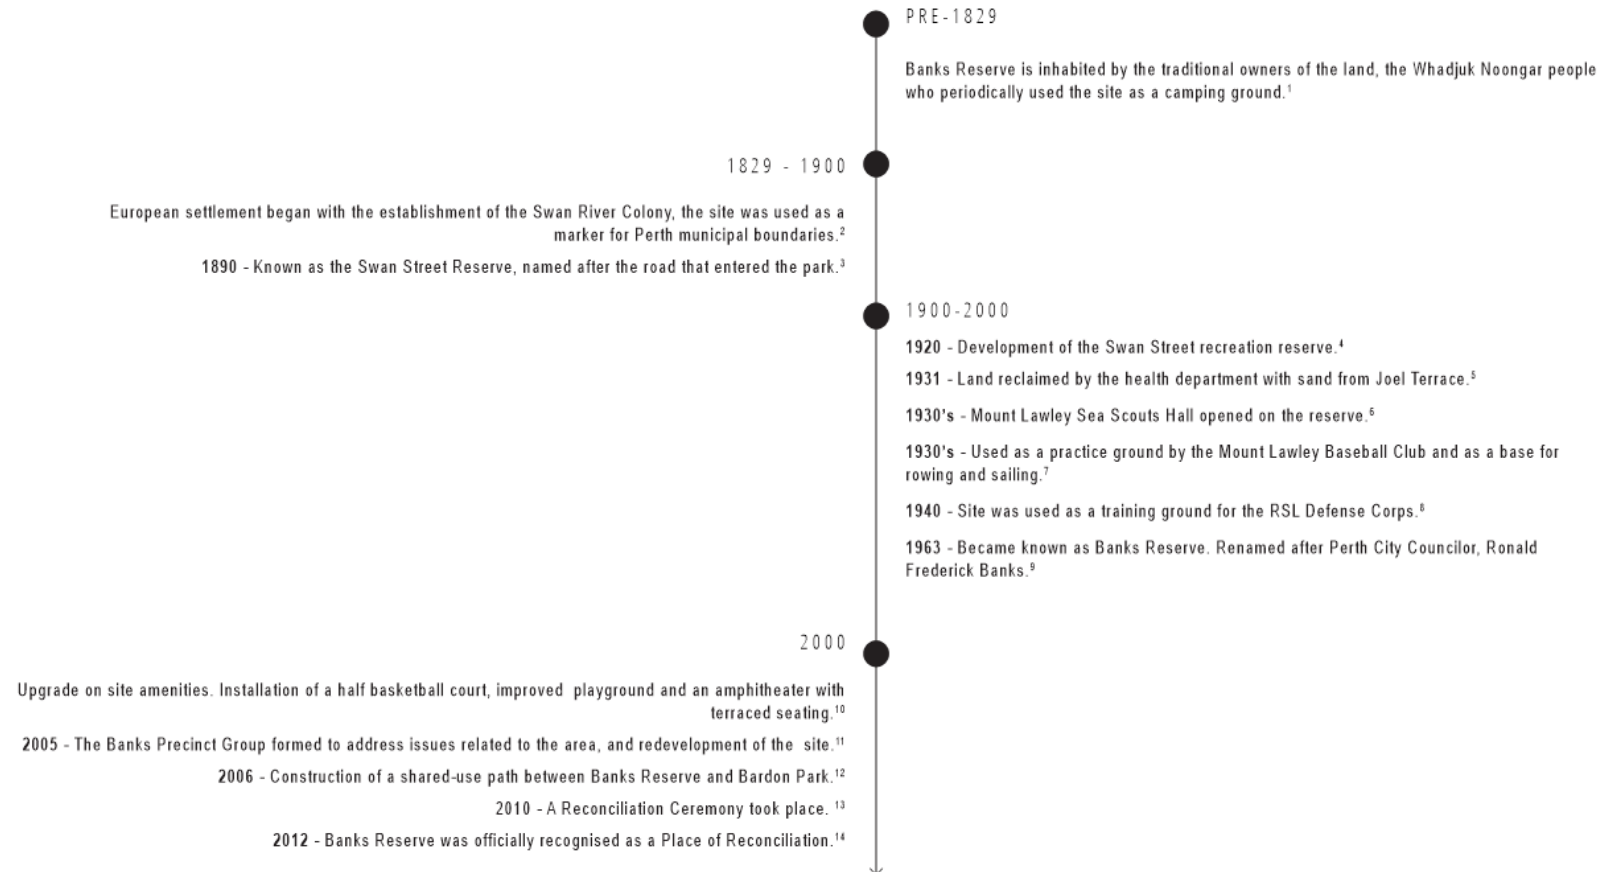 PRE-1829
Banks Reserve is inhabited by the traditional owners of the land, the Whadjuk Noongar people
who periodically used the site as a camping ground.¹
1829 - 1900
European settlement began with the establishment of the Swan River Colony, the site was used as a
marker for Perth municipal boundaries.²
1890 - Known as the Swan Street Reserve, named after the road that entered the park.³
1900-2000
1920 - Development of the Swan Street recreation reserve.⁴
1931 - Land reclaimed by the health department with sand from Joel Terrace.⁵
1930's - Mount Lawley Sea Scouts Hall opened on the reserve.⁶
1930's - Used as a practice ground by the Mount Lawley Baseball Club and as a base for
rowing and sailing.⁷
1940 - Site was used as a training ground for the RSL Defense Corps.⁸
1963 - Became known as Banks Reserve. Renamed after Perth City Councilor, Ronald
Frederick Banks.⁹
2000
Upgrade on site amenities. Installation of a half basketball court, improved playground and an amphitheater with
terraced seating.¹⁰
2005 - The Banks Precinct Group formed to address issues related to the area, and redevelopment of the site.¹¹
2006 - Construction of a shared-use path between Banks Reserve and Bardon Park.¹²
2010 - A Reconciliation Ceremony took place. ¹³
2012 - Banks Reserve was officially recognised as a Place of Reconciliation.¹⁴